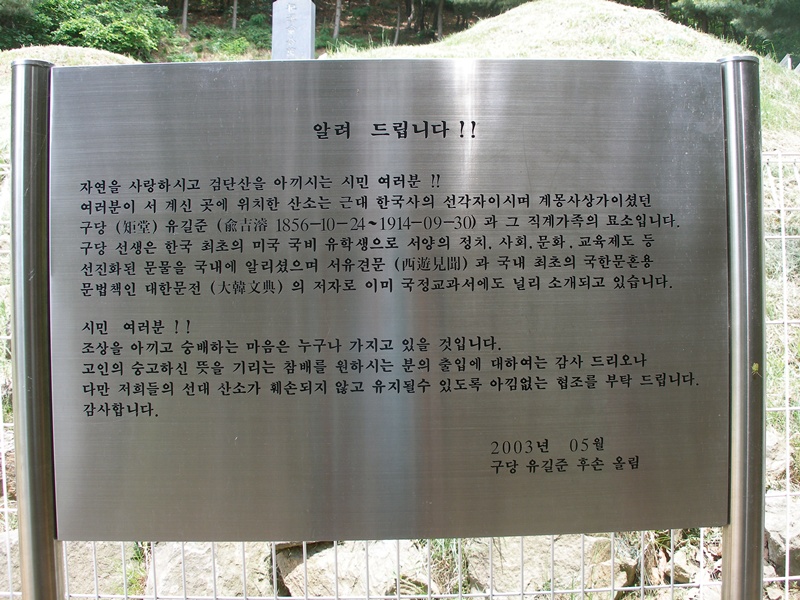 알려 드립니다!!
자연을 사랑하시고 검단산을 아끼시는 시민 여러분 !!
여러분이 서 계신 곳에 위치한 산소는 근대 한국사의 선각자이시며 계몽사상가이셨던
구당 (矩堂) 유길준 (兪吉濬 1856-10-24~1914-09-30) 과 그 직계가족의 묘소입니다.
구당 선생은 한국 최초의 미국 국비 유학생으로 서양의 정치, 사회, 문화, 교육제도 등
선진화된 문물을 국내에 알리셨으며 서유견문 (西遊見聞) 과 국내 최초의 국한문혼용
문법책인 대한문전 (大韓文典) 의 저자로 이미 국정교과서에도 널리 소개되고 있습니다.
시민 여러분 !!
조상을 아끼고 숭배하는 마음은 누구나 가지고 있을 것입니다.
고인의 숭고하신 뜻을 기리는 참배를 원하시는 분의 출입에 대하여는 감사 드리오나
다만 저희들의 선대 산소가 훼손되지 않고 유지될수 있도록 아낌없는 협조를 부탁 드립니다.
감사합니다.
2003년 05월
구당 유길준 후손 올림